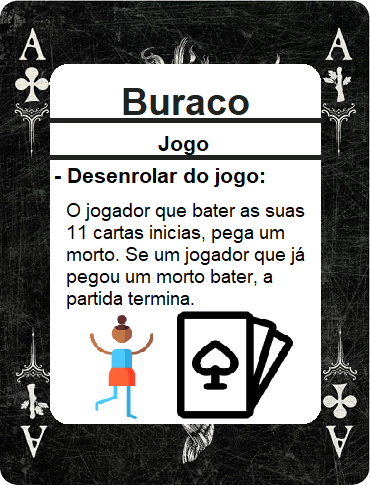 A A
Buraco
Jogo
- Desenrolar do jogo:
O jogador que bater as suas
11 cartas inicias, pega um
morto. Se um jogador que já
pegou um morto bater, a
partida termina.
A A